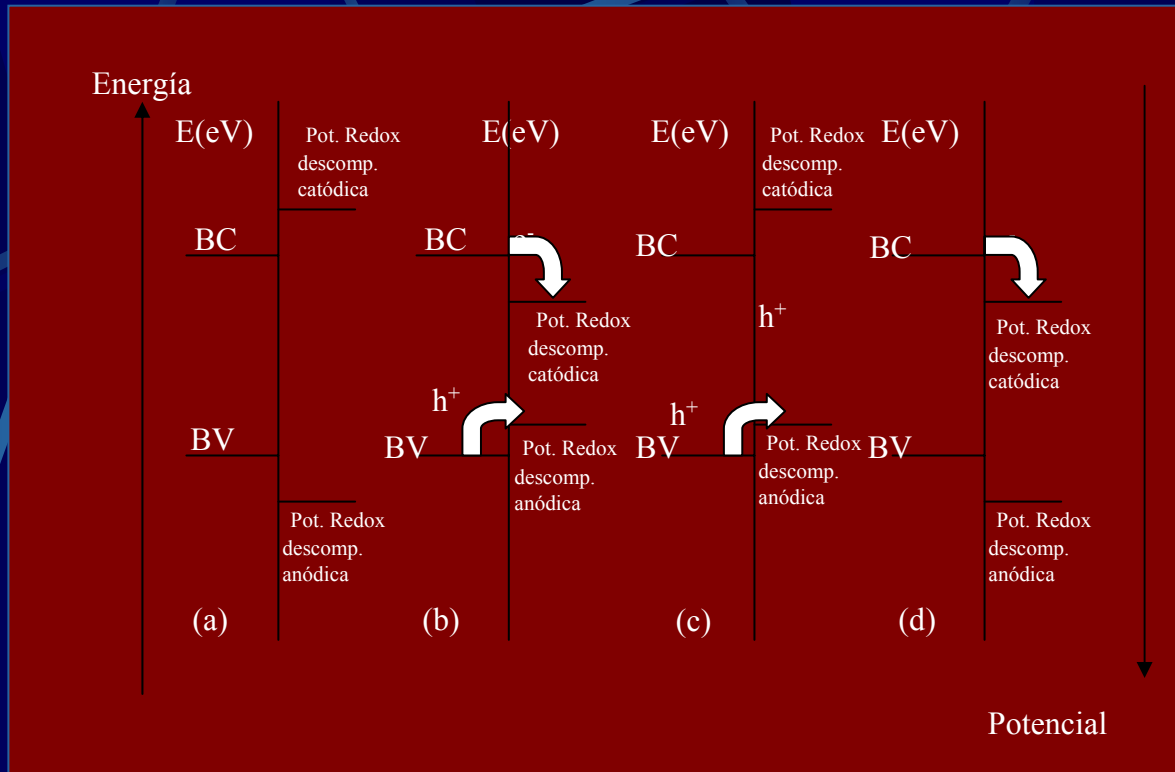 Energía
E(eV)
Pot. Redox
descomp.
catódica
BC
BV
Pot. Redox
descomp.
anódica
(a)
E(eV)
BC
Pot. Redox
descomp.
catódica
h+
BV
Pot. Redox
descomp.
anódica
(b)
E(eV)
Pot. Redox
descomp.
catódica
BC
h+
h+
BV
Pot. Redox
descomp.
anódica
(c)
E(eV)
BC
Pot. Redox
descomp.
catódica
BV
Pot. Redox
descomp.
anódica
(d)
Potencial